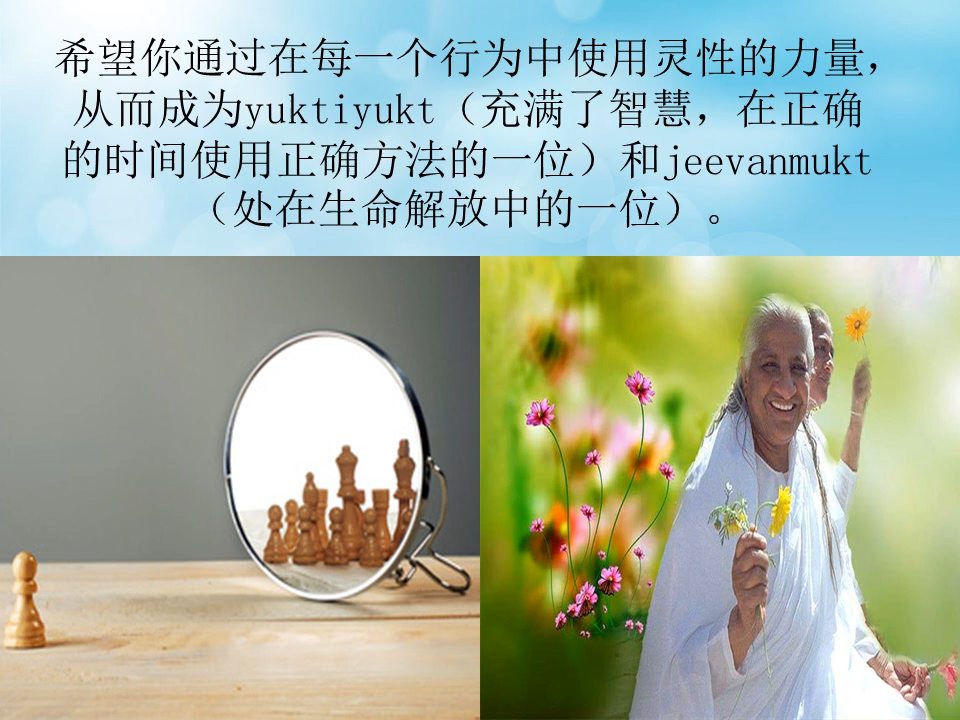 希望你通过在每一个行为中使用灵性的力量，
从而成为yuktiyukt（充满了智慧，在正确
的时间使用正确方法的一位）和jeevanmukt
（处在生命解放中的一位）。